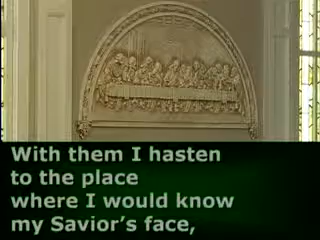 With them I hasten
to the place
where I would know
my Savior’s face,